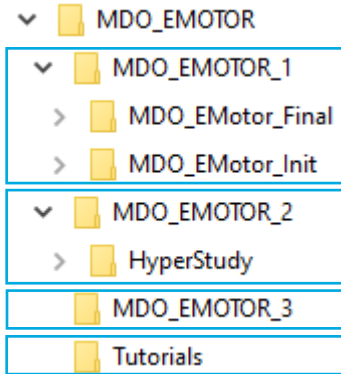 MDO_EMOTOR
MDO_EMOTOR_1
MDO_EMotor_Final
MDO_EMotor_Init
MDO_EMOTOR_2
HyperStudy
MDO_EMOTOR_3
Tutorials